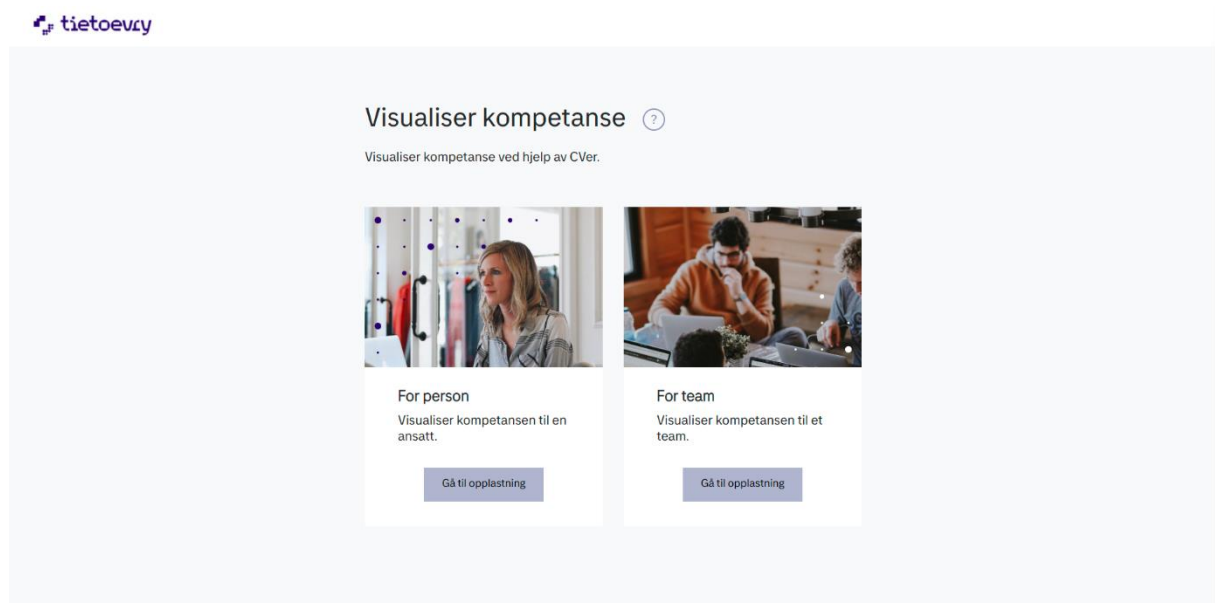 tietoevry
Visualiser kompetanse ?
Visualiser kompetanse ved hjelp av CVer.
For person
Visualiser kompetansen til en
ansatt.
Gå til opplastning
For team
Visualiser kompetansen til et
team.
Gå til opplastning